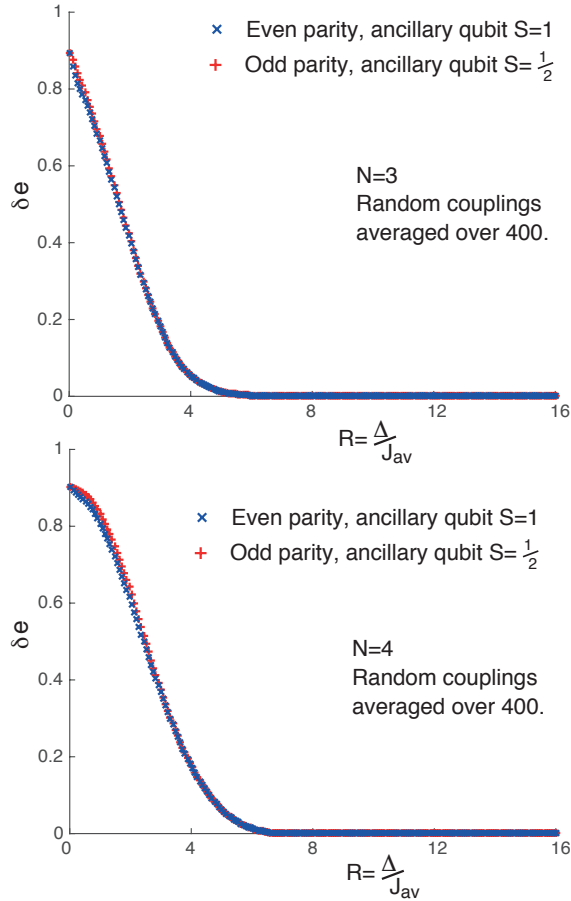 1
× Even parity, ancillary qubit S=1
+ Odd parity, ancillary qubit S=1/2
0.8
0.6
δe
N=3
Random couplings
averaged over 400.
0.4
0.2
0
0 4 8 12 16
R=Δ/Jav
1
× Even parity, ancillary qubit S=1
+ Odd parity, ancillary qubit S=1/2
0.8
0.6
δe
N=4
Random couplings
averaged over 400.
0.4
0.2
0
0 4 8 12 16
R=Δ/Jav